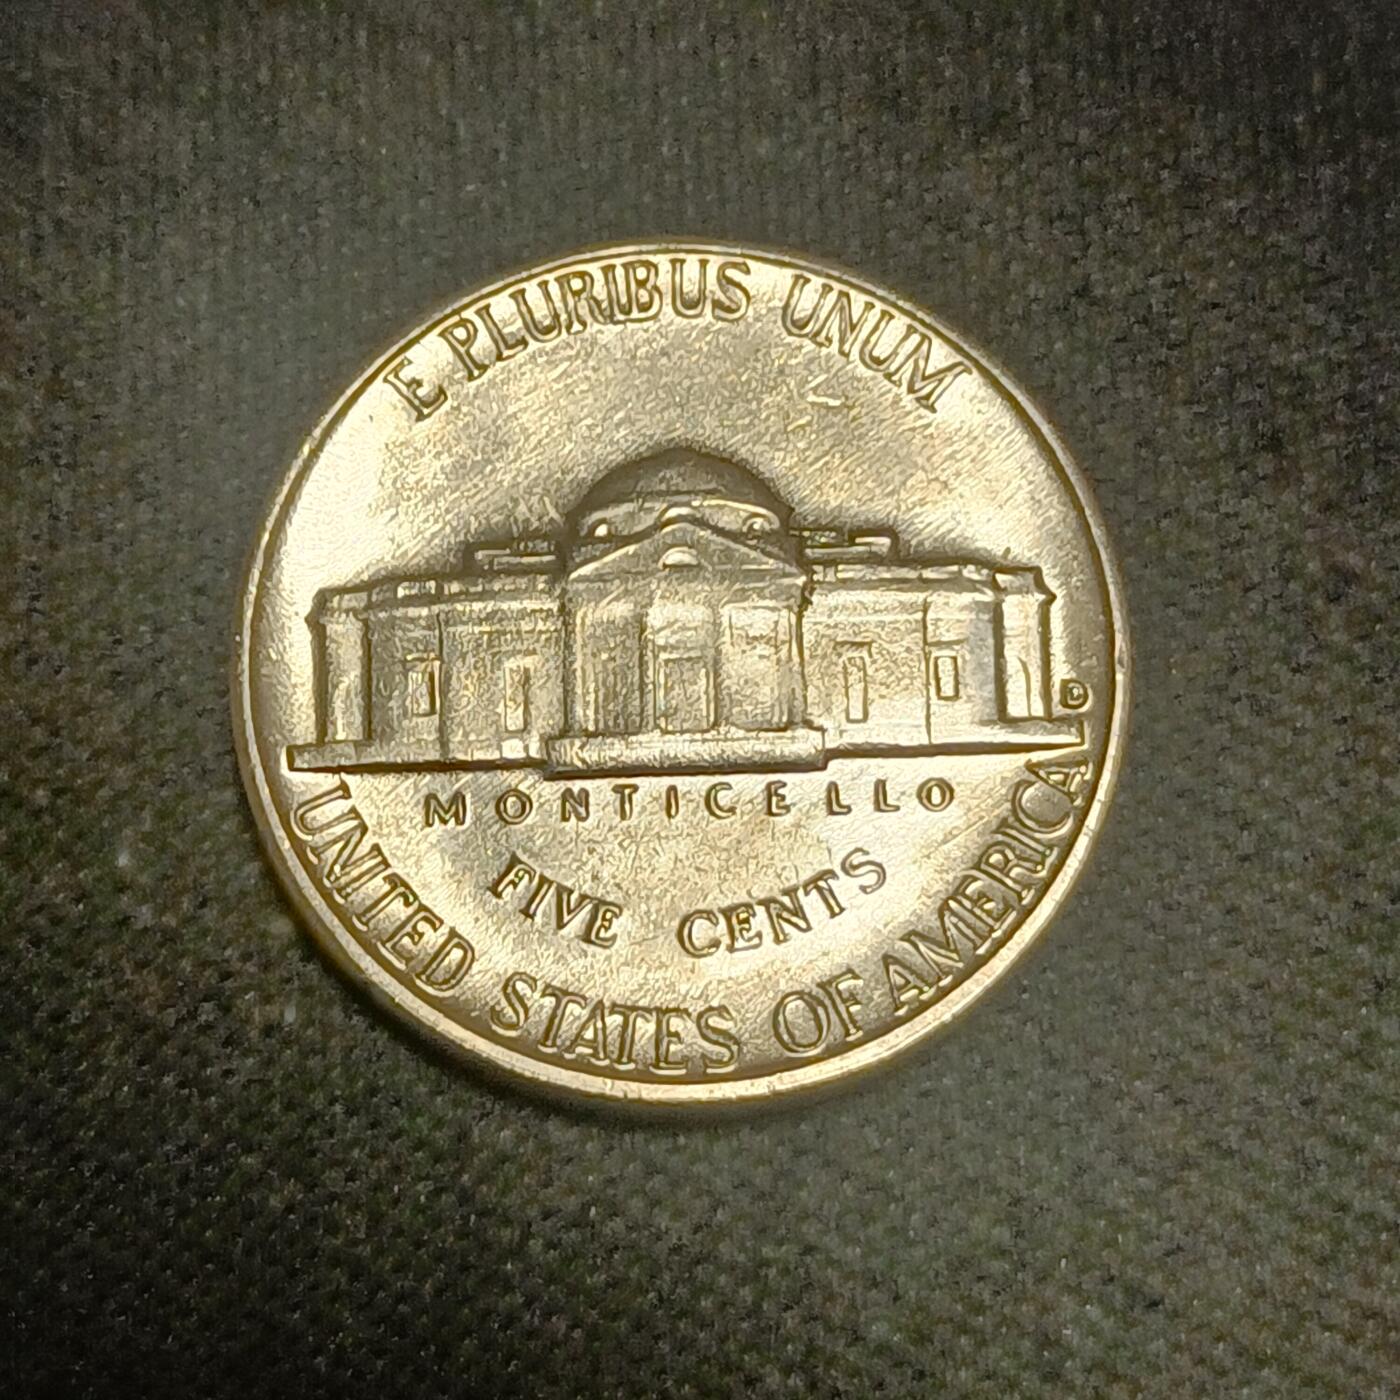 E PLURIBUS UNUM
D
MONTICELLO
FIVE CENTS
UNITED STATES OF AMERICA